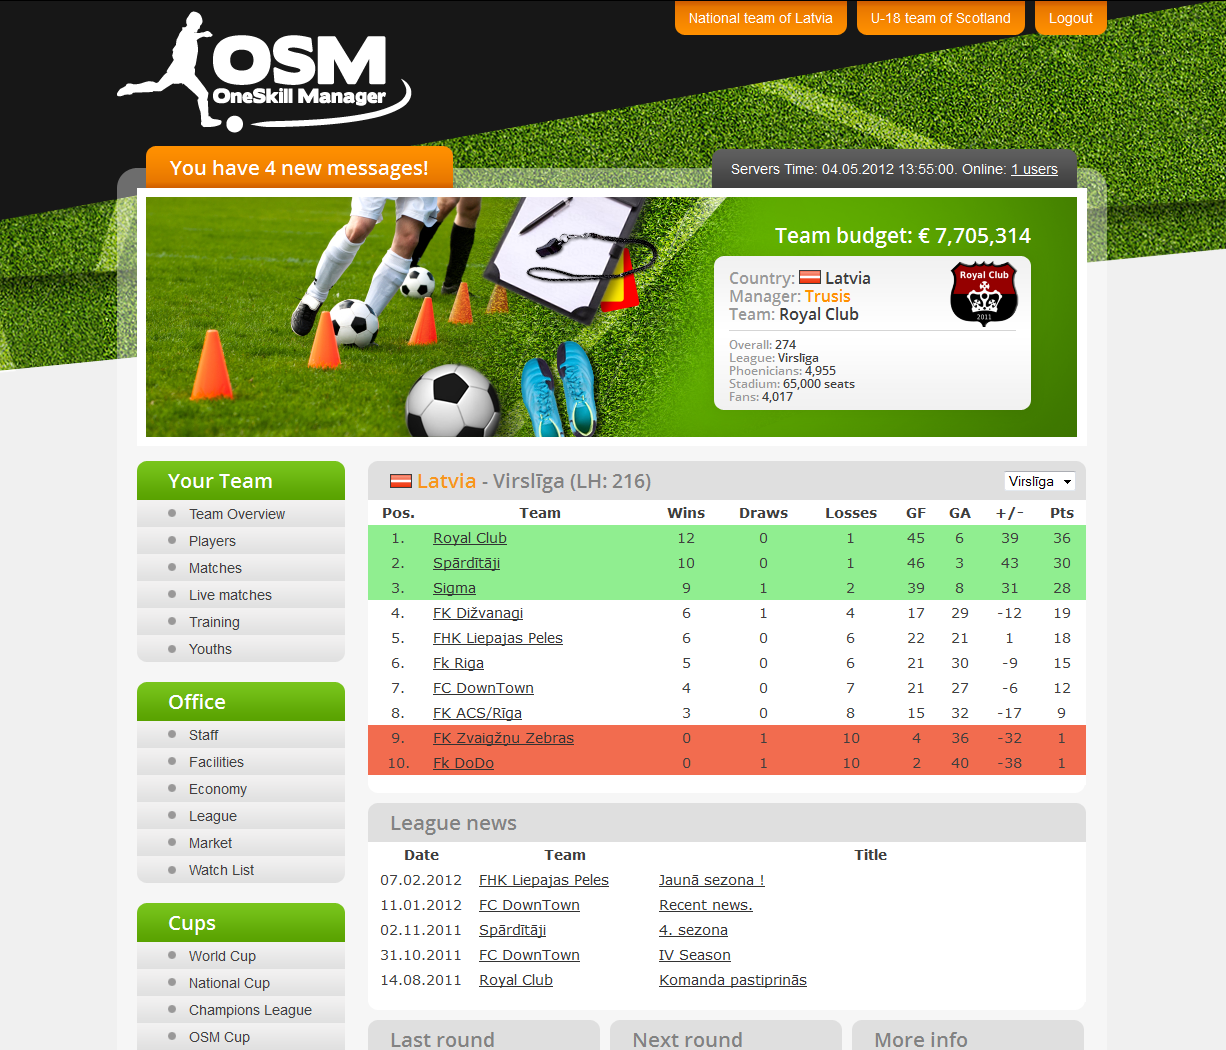 National team of Latvia
U-18 team of Scotland
Logout
OSM
OneSkill Manager
You have 4 new messages!
Servers Time: 04.05.2012 13:55:00. Online: 1 users
Team budget: € 7,705,314
Country: Latvia
Manager: Trusis
Team: Royal Club
Royal Club
2011
Overall: 274
League: Virslīga
Phoenicians: 4,955
Stadium: 65,000 seats
Fans: 4,017
Your Team
Team Overview
Players
Matches
Live matches
Training
Youths
Office
Staff
Facilities
Economy
League
Market
Watch List
Cups
World Cup
National Cup
Champions League
OSM Cup
Latvia - Virslīga (LH: 216)
Virslīga
Pos. Team Wins Draws Losses GF GA +/- Pts
1. Royal Club 12 0 1 45 6 39 36
2. Spārdītāji 10 0 1 46 3 43 30
3. Sigma 9 1 2 39 8 31 28
4. FK Dižvanagi 6 1 4 17 29 -12 19
5. FHK Liepajas Peles 6 0 6 22 21 1 18
6. Fk Riga 5 0 6 21 30 -9 15
7. FC DownTown 4 0 7 21 27 -6 12
8. FK ACS/Rīga 3 0 8 15 32 -17 9
9. FK Zvaigžņu Zebras 0 1 10 4 36 -32 1
10. Fk DoDo 0 1 10 2 40 -38 1
League news
Date Team Title
07.02.2012 FHK Liepajas Peles Jaunā sezona !
11.01.2012 FC DownTown Recent news.
02.11.2011 Spārdītāji 4. sezona
31.10.2011 FC DownTown IV Season
14.08.2011 Royal Club Komanda pastiprinās
Last round
Next round
More info